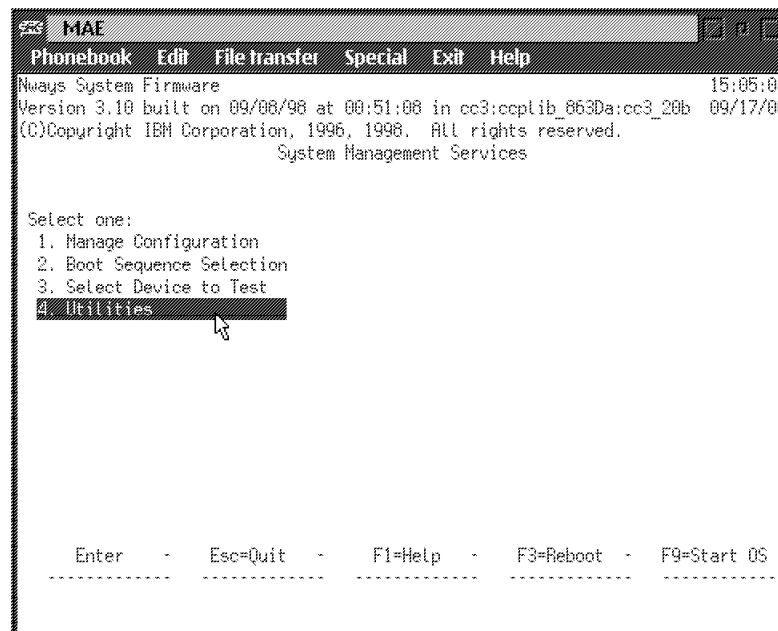 MAE
Phonebook Edit File transfer Special Exit Help
Nways System Firmware 15:05:0
Version 3.10 built on 09/08/98 at 00:51:08 in cc3:ccplib_863Da:cc3_20b 09/17/0
(C)Copyright IBM Corporation, 1996, 1998. All rights reserved.
System Management Services
Select one:
1. Manage Configuration
2. Boot Sequence Selection
3. Select Device to Test
4. Utilities
Enter - Esc=Quit - F1=Help - F3=Reboot - F9=Start OS